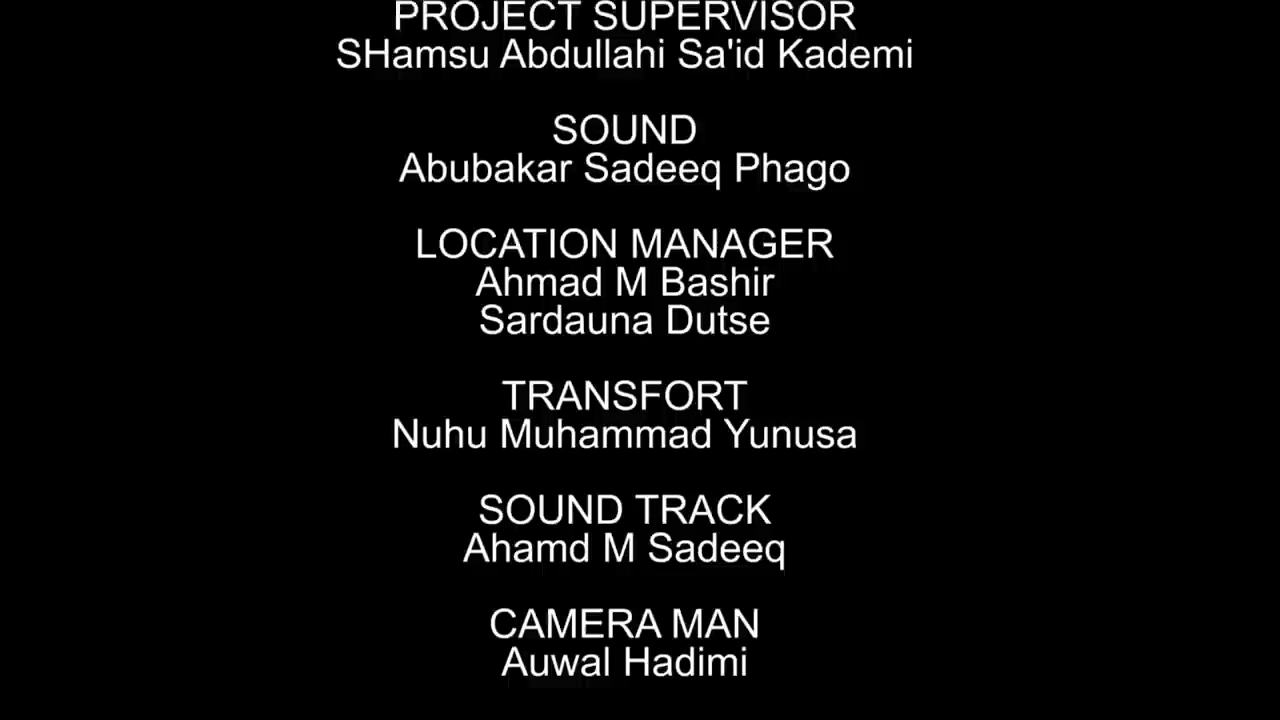 PROJECT SUPERVISOR
SHamsu Abdullahi Sa'id Kademi
SOUND
Abubakar Sadeeq Phago
LOCATION MANAGER
Ahmad M Bashir
Sardauna Dutse
TRANSFORT
Nuhu Muhammad Yunusa
SOUND TRACK
Ahamd M Sadeeq
CAMERA MAN
Auwal Hadimi